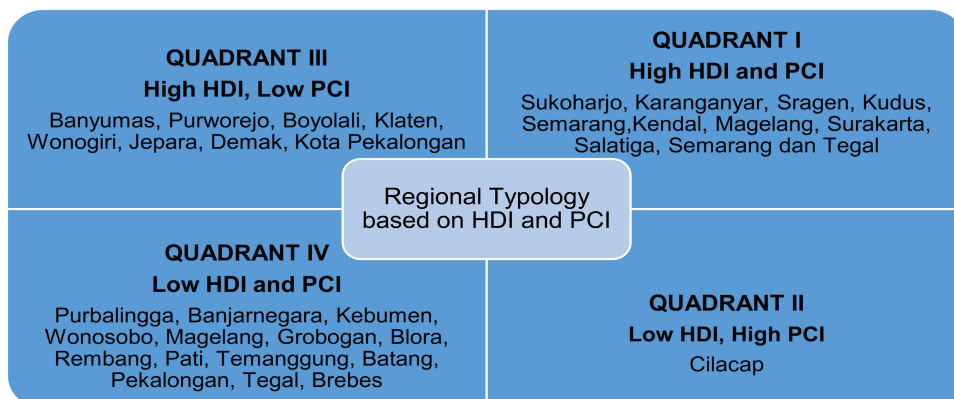 QUADRANT III
High HDI, Low PCI
Banyumas, Purworejo, Boyolali, Klaten,
Wonogiri, Jepara, Demak, Kota Pekalongan
QUADRANT I
High HDI and PCI
Sukoharjo, Karanganyar, Sragen, Kudus,
Semarang,Kendal, Magelang, Surakarta,
Salatiga, Semarang dan Tegal
Regional Typology
based on HDI and PCI
QUADRANT IV
Low HDI and PCI
Purbalingga, Banjarnegara, Kebumen,
Wonosobo, Magelang, Grobogan, Blora,
Rembang, Pati, Temanggung, Batang,
Pekalongan, Tegal, Brebes
QUADRANT II
Low HDI, High PCI
Cilacap